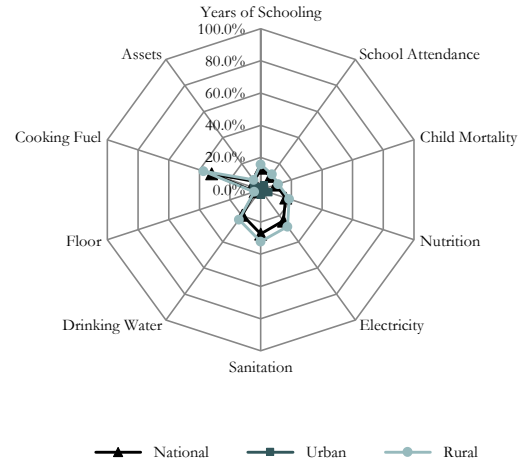 Years of Schooling
100.0%
Assets
School Attendance
80.0%
60.0%
Cooking Fuel
Child Mortality
40.0%
20.0%
0.0%
Floor
Nutrition
Drinking Water
Electricity
Sanitation
National Urban Rural